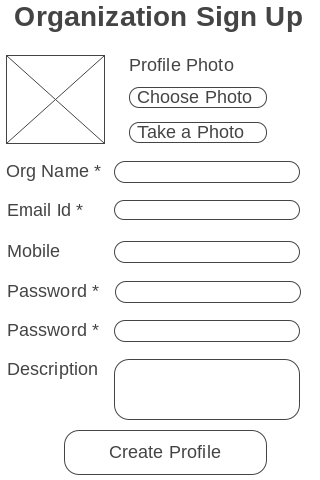 Organization Sign Up
Profile Photo
Choose Photo
Take a Photo
Org Name *
Email Id *
Mobile
Password *
Password *
Description
Create Profile